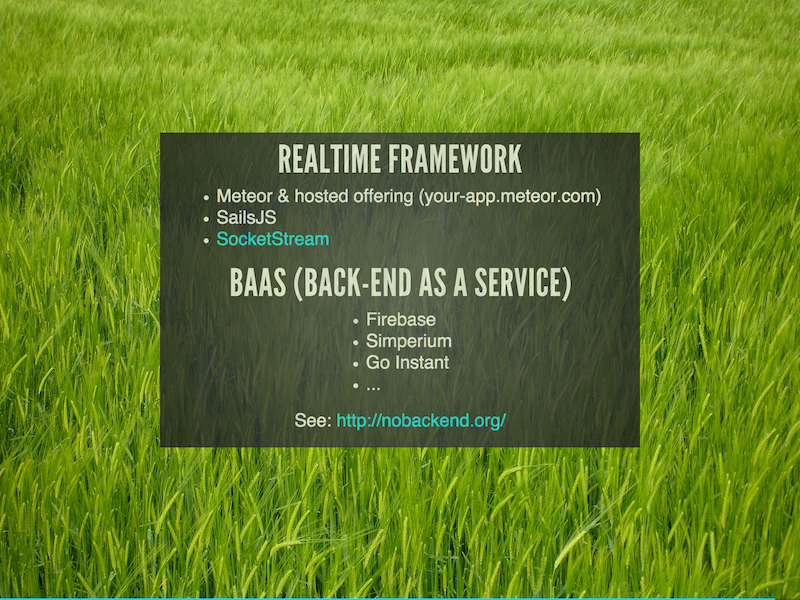 REALTIME FRAMEWORK
• Meteor & hosted offering (your-app.meteor.com)
• SailsJS
• SocketStream
BAAS (BACK-END AS A SERVICE)
• Firebase
• Simperium
• Go Instant
• ...
See: http://nobackend.org/